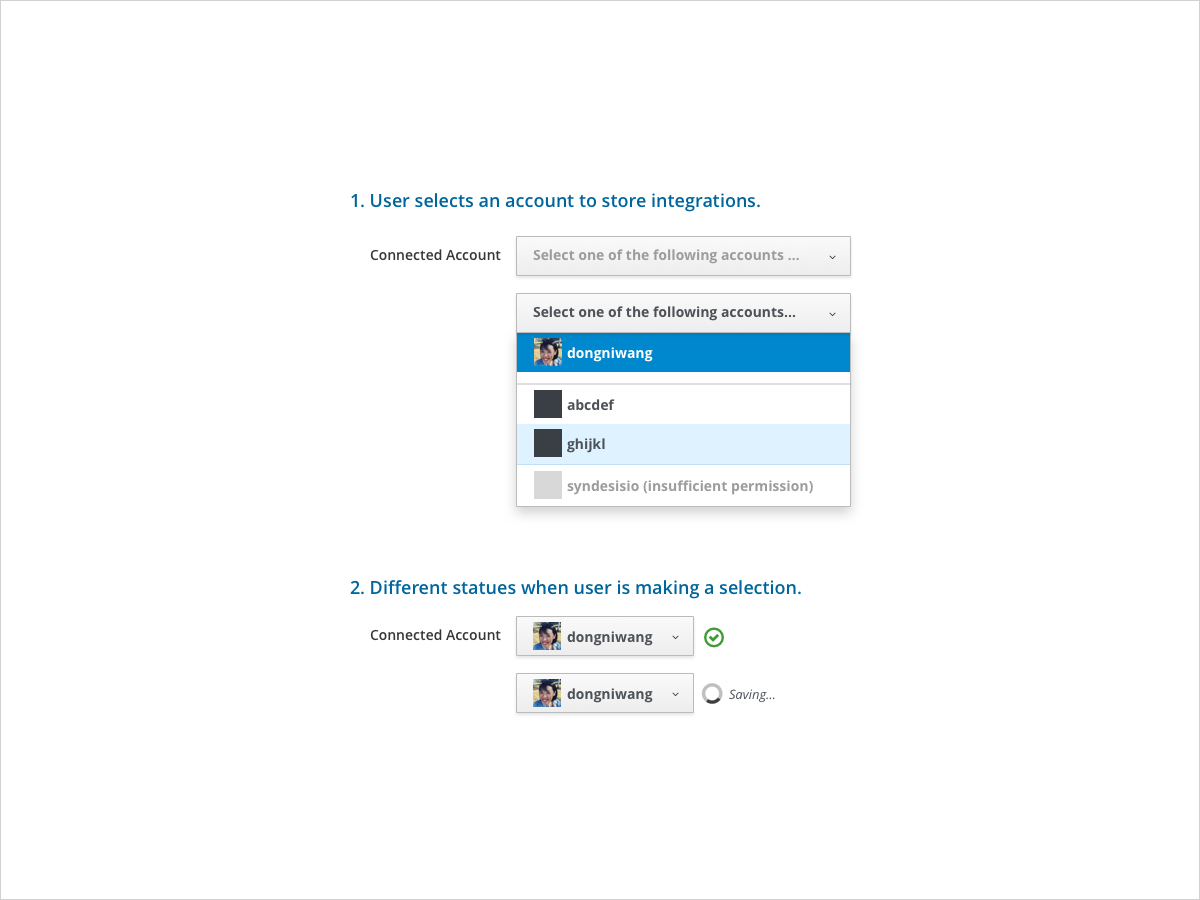 1. User selects an account to store integrations.
Connected Account
Select one of the following accounts ...
Select one of the following accounts...
dongniwang
abcdef
ghijkl
syndesisio (insufficient permission)
2. Different statues when user is making a selection.
Connected Account
dongniwang
dongniwang
Saving...